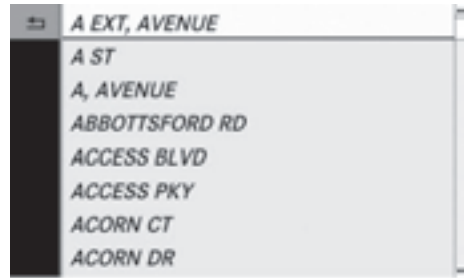 A EXT, AVENUE
A ST
A, AVENUE
ABBOTTSFORD RD
ACCESS BLVD
ACCESS PKY
ACORN CT
ACORN DR